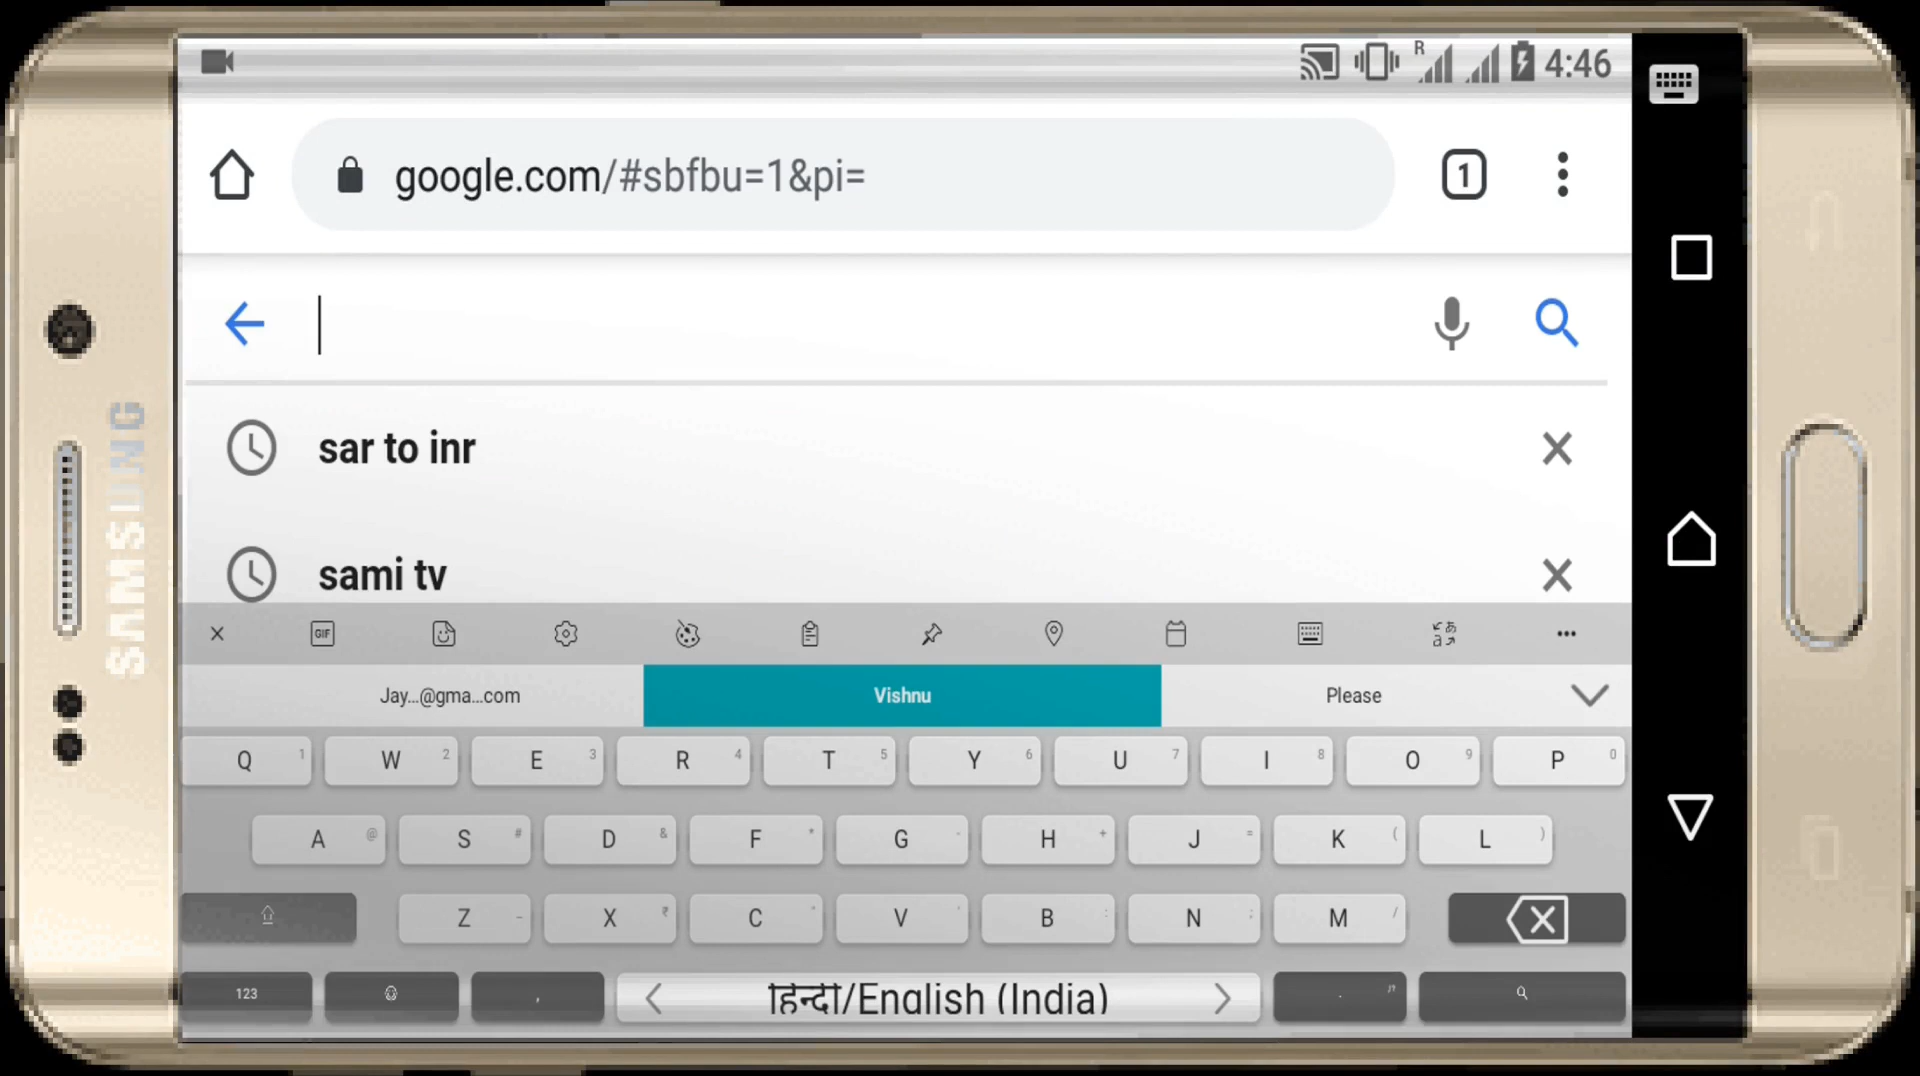 4:46
R
google.com/#sbfbu=1&pi=
1
SAMSUNG
sar to inr
sami tv
GIF
Jay...@gma...com Vishnu Please
Q 1 W 2 E 3 R 4 T 5 Y 6 U 7 I 8 O 9 P 0
A @ S # D & F * G - H + J = K ( L )
Z X ₹ C V B : N ; M /
123 , हिन्दी/English (India) .